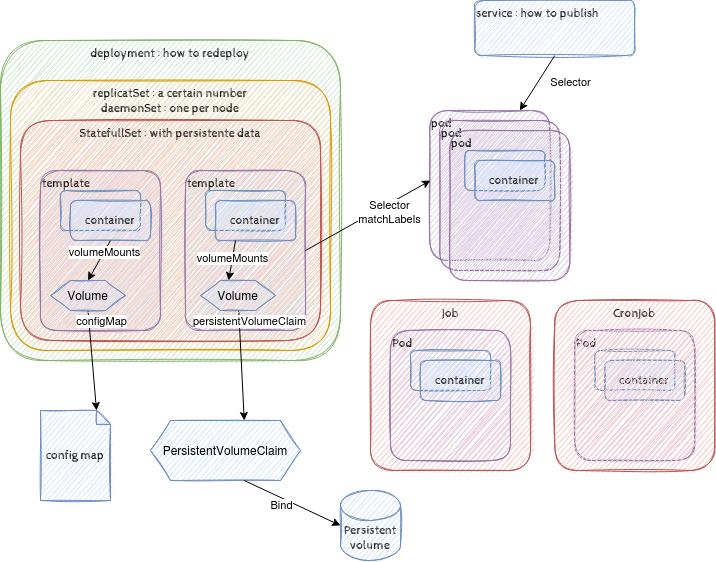 service : how to publish
deployment : how to redeploy
Selector
replicatSet : a certain number
daemonSet : one per node
StatefullSet : with persistente data
pod
pod
pod
template
template
container
container
container
Selector
matchLabels
volumeMounts
volumeMounts
Volume
Volume
configMap
persistentVolumeClaim
Job
CronJob
Pod
Pod
container
container
config map
PersistentVolumeClaim
Bind
Persistent
volume